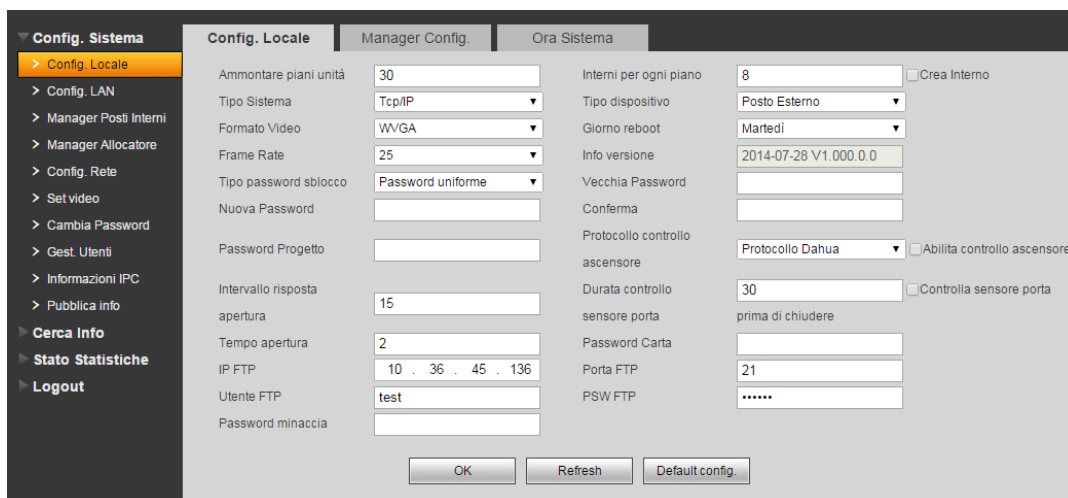 Config. Sistema
Config. Locale
Config. LAN
Manager Posti Interni
Manager Allocatore
Config. Rete
Set video
Cambia Password
Gest. Utenti
Informazioni IPC
Pubblica info
Cerca Info
Stato Statistiche
Logout
Config. Locale Manager Config. Ora Sistema
Ammontare piani unità 30 Interni per ogni piano 8 Crea Interno
Tipo Sistema Tcp/IP Tipo dispositivo Posto Esterno
Formato Video WVGA Giorno reboot Martedì
Frame Rate 25 Info versione 2014-07-28 V1.000.0.0
Tipo password sblocco Password uniforme Vecchia Password
Nuova Password Conferma
Password Progetto Protocollo controllo ascensore Protocollo Dahua Abilita controllo ascensore
Intervallo risposta apertura 15 Durata controllo sensore porta 30 Controlla sensore porta prima di chiudere
Tempo apertura 2 Password Carta
IP FTP 10 . 36 . 45 . 136 Porta FTP 21
Utente FTP test PSW FTP ••••••
Password minaccia
OK Refresh Default config.